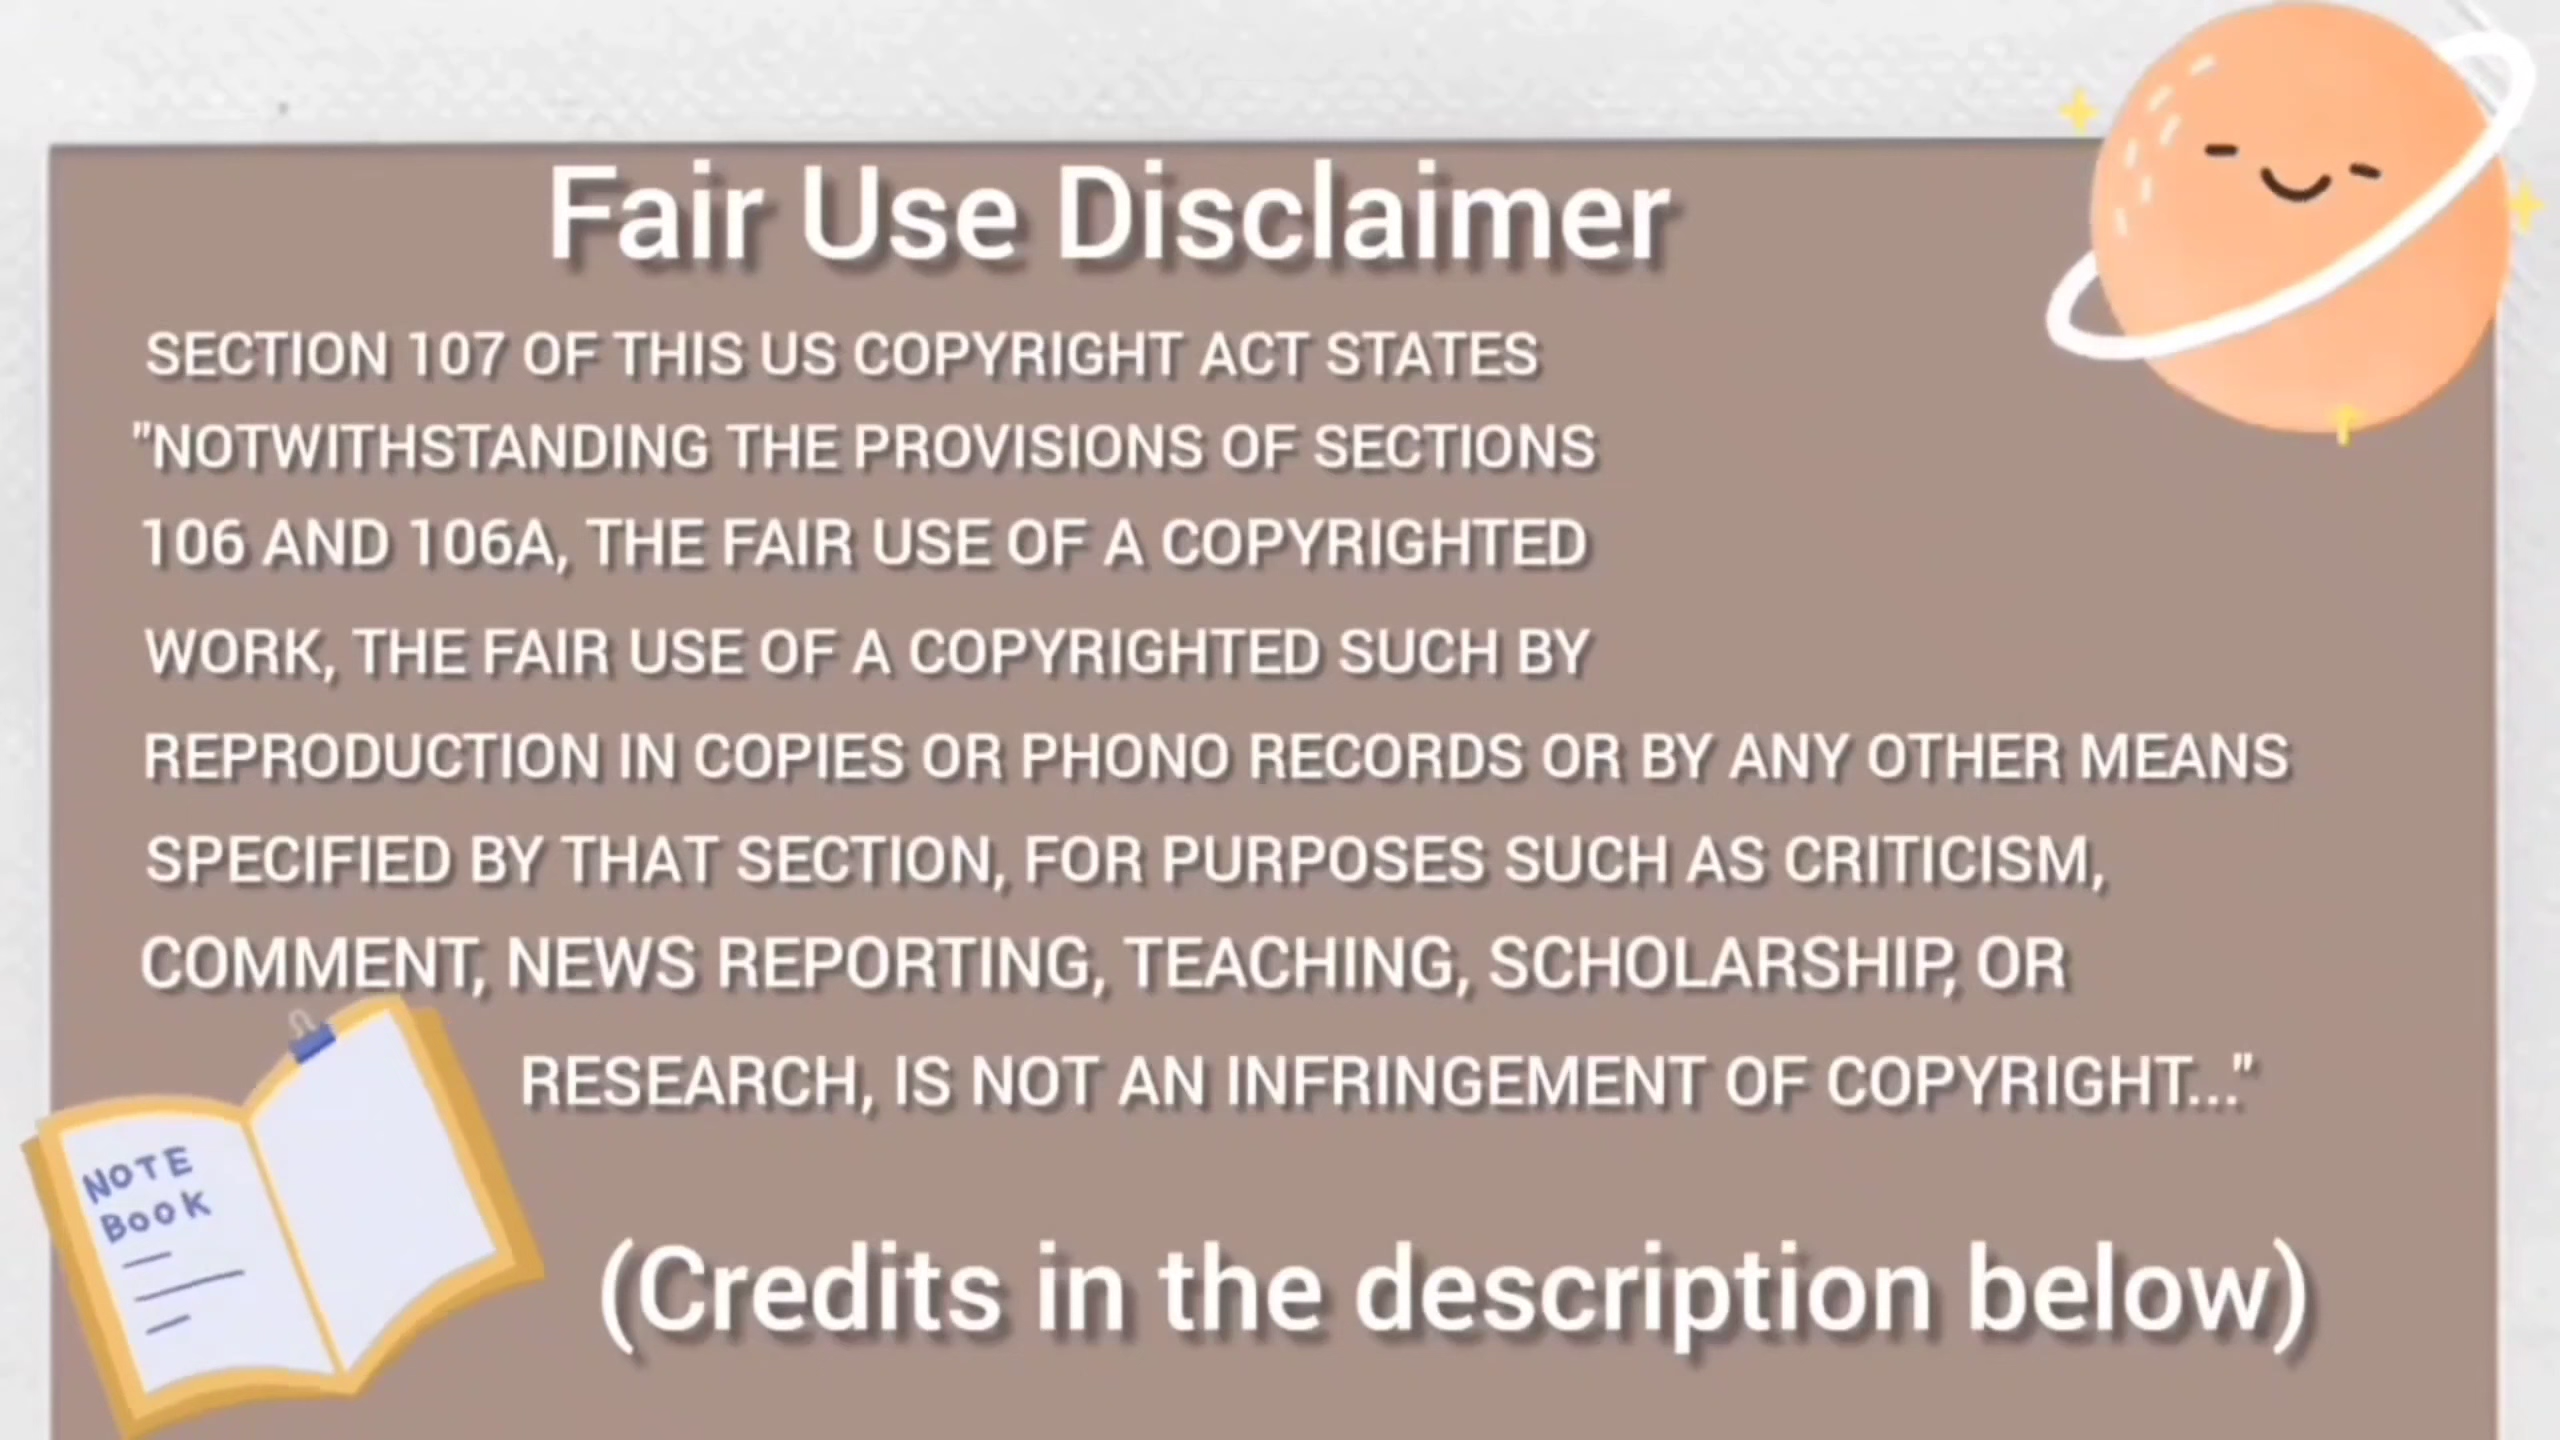 Fair Use Disclaimer
SECTION 107 OF THIS US COPYRIGHT ACT STATES
"NOTWITHSTANDING THE PROVISIONS OF SECTIONS
106 AND 106A, THE FAIR USE OF A COPYRIGHTED
WORK, THE FAIR USE OF A COPYRIGHTED SUCH BY
REPRODUCTION IN COPIES OR PHONO RECORDS OR BY ANY OTHER MEANS
SPECIFIED BY THAT SECTION, FOR PURPOSES SUCH AS CRITICISM,
COMMENT, NEWS REPORTING, TEACHING, SCHOLARSHIP, OR
RESEARCH, IS NOT AN INFRINGEMENT OF COPYRIGHT..."
NOTE
BOOK
(Credits in the description below)